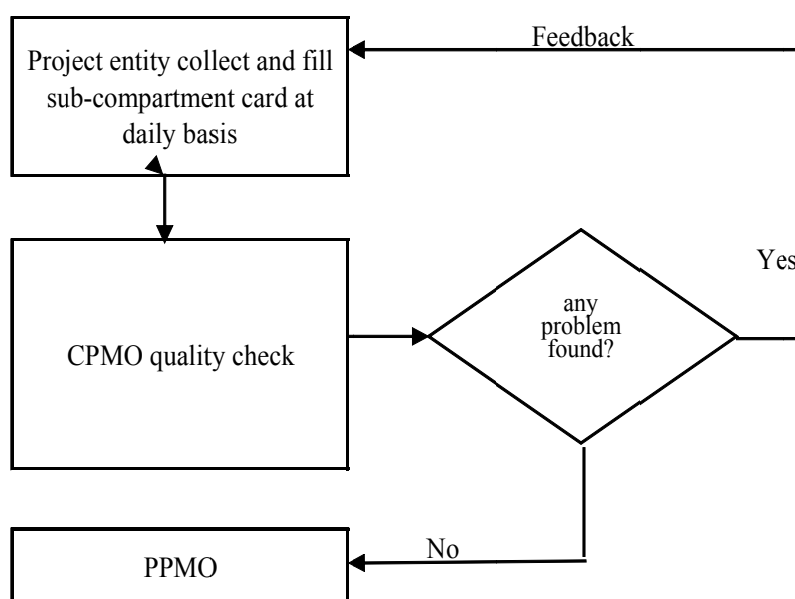 Feedback
Project entity collect and fill
sub-compartment card at
daily basis
Yes
any
problem
found?
CPMO quality check
No
PPMO